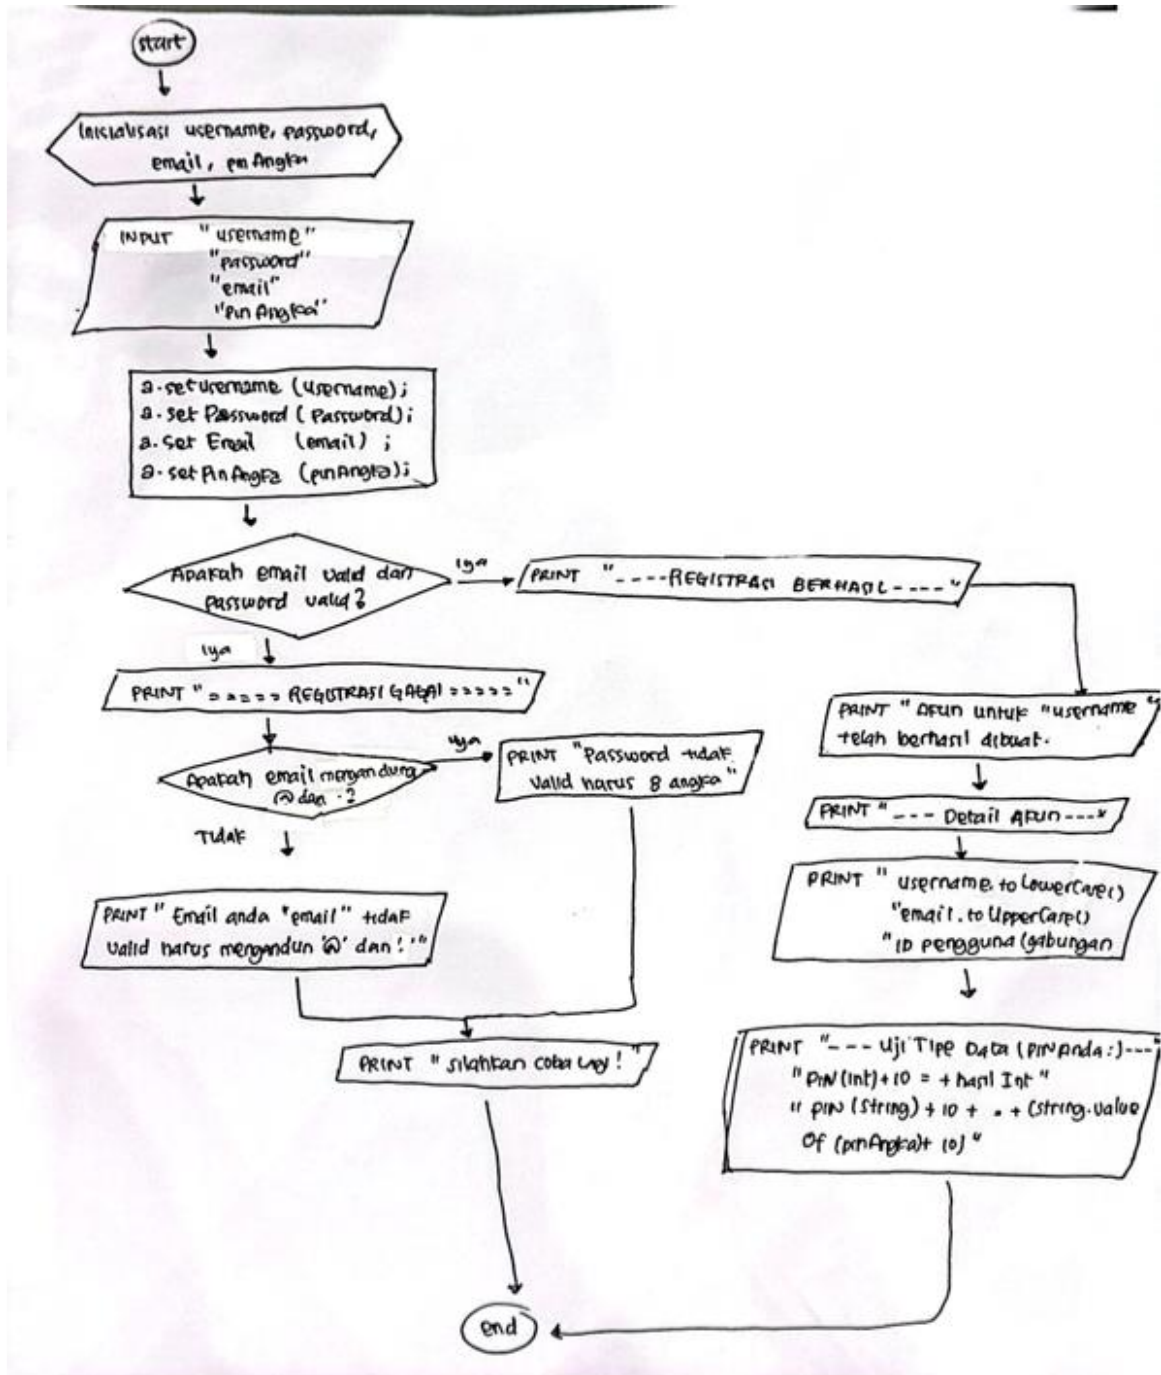 start
Inisialisasi username, password,
email, pin Angka
INPUT "username"
"password"
"email"
"pin Angka"
a.setusername (username);
a.set Password (Password);
a.set Email (email) ;
a.set Pin Angka (pinAngka);
Apakah email valid dan
password valid?
iya
PRINT "----REGISTRASI BERHASIL----"
iya
PRINT "===== REGISTRASI GAGAL ====="
Apakah email mengandung
@ dan .?
iya
PRINT "Password tidak
valid harus 8 angka"
Tidak
PRINT "Email anda "email" tidak
valid harus mengandun '@' dan '.'"
PRINT "silahkan coba lagi!"
PRINT "Akun untuk "username"
telah berhasil dibuat.
PRINT "--- Detail Akun---"
PRINT " username.toLowerCase()
"email.toUpperCase()
"ID pengguna (gabungan
PRINT "--- Uji Tipe Data (PIN Anda:)---"
"PIN (Int)+10 = + hasil Int"
" PIN (String) + 10 + . + (String.value
Of (pinAngka)+ 10)"
end